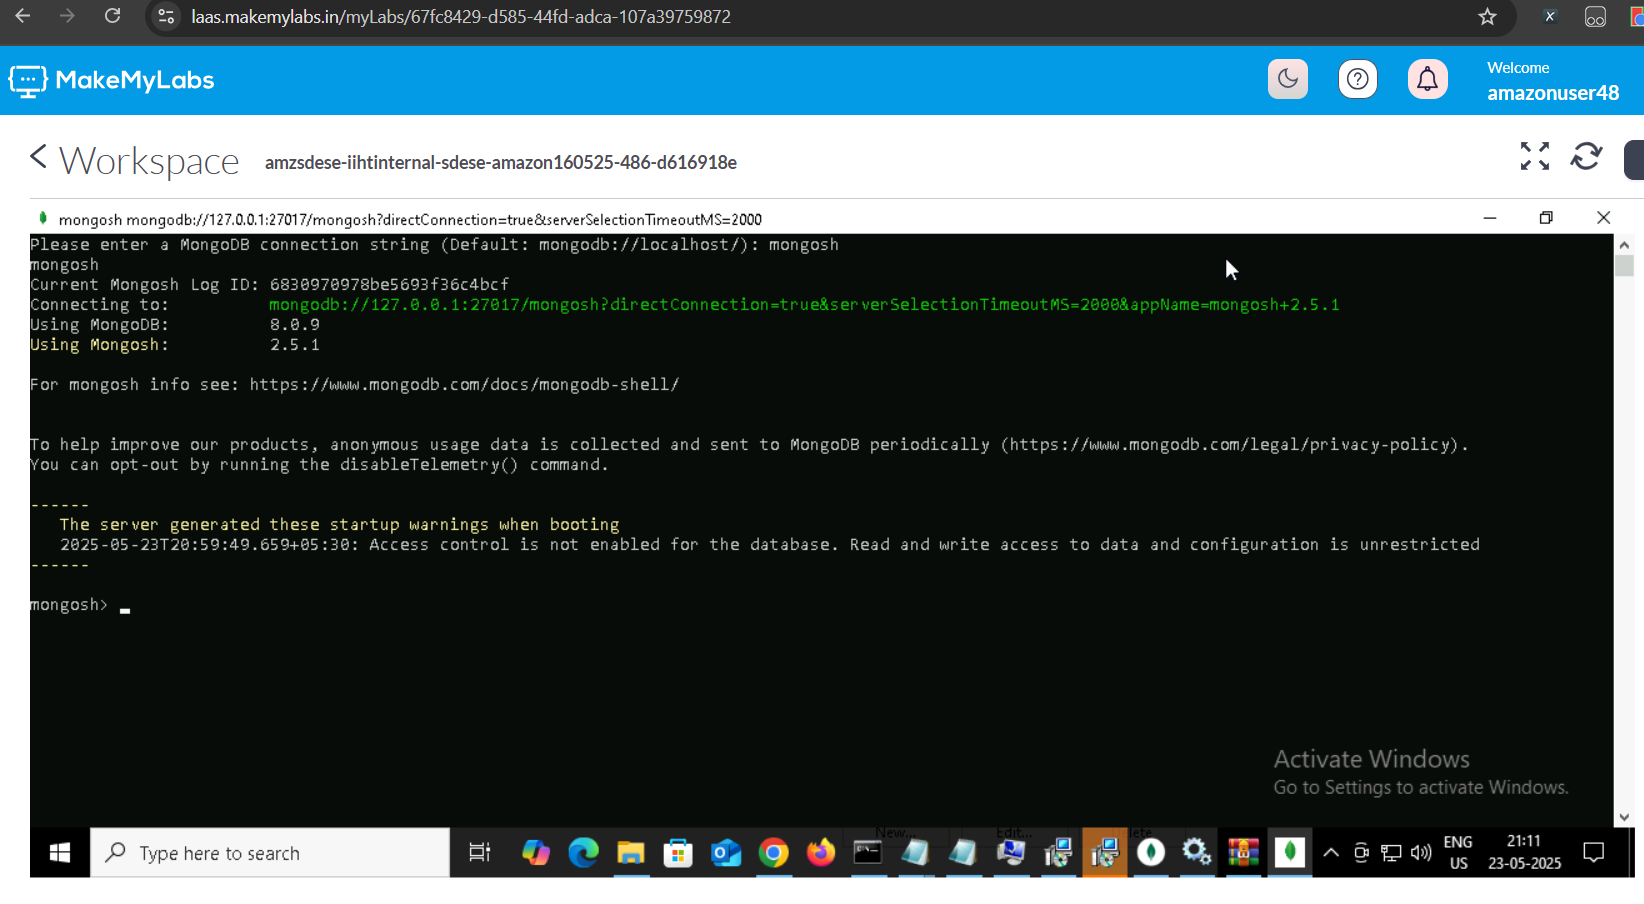 laas.makemylabs.in/myLabs/67fc8429-d585-44fd-adca-107a39759872
MakeMyLabs
Welcome
amazonuser48
Workspace
amzsdese-iihtinternal-sdese-amazon160525-486-d616918e
mongosh mongodb://127.0.0.1:27017/mongosh?directConnection=true&serverSelectionTimeoutMS=2000
Please enter a MongoDB connection string (Default: mongodb://localhost/): mongosh
mongosh
Current Mongosh Log ID: 6830970978be5693f36c4bcf
Connecting to: mongodb://127.0.0.1:27017/mongosh?directConnection=true&serverSelectionTimeoutMS=2000&appName=mongosh+2.5.1
Using MongoDB: 8.0.9
Using Mongosh: 2.5.1
For mongosh info see: https://www.mongodb.com/docs/mongodb-shell/
To help improve our products, anonymous usage data is collected and sent to MongoDB periodically (https://www.mongodb.com/legal/privacy-policy).
You can opt-out by running the disableTelemetry() command.
------
The server generated these startup warnings when booting
2025-05-23T20:59:49.659+05:30: Access control is not enabled for the database. Read and write access to data and configuration is unrestricted
------
mongosh>
Activate Windows
Go to Settings to activate Windows.
New...
Edit...
Type here to search
ENG
US
21:11
23-05-2025